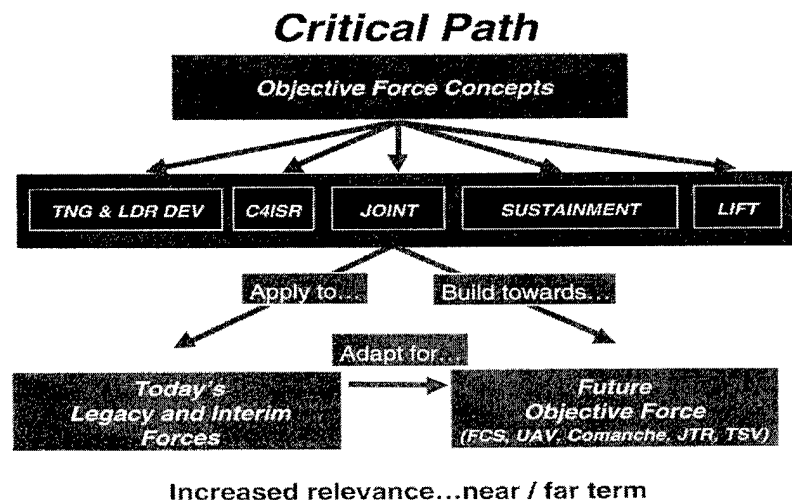 Critical Path
Objective Force Concepts
TNG & LDR DEV
C4ISR
JOINT
SUSTAINMENT
LIFT
Apply to...
Build towards...
Adapt for...
Today's
Legacy and Interim
Forces
Future
Objective Force
(FCS, UAV, Comanche, JTR, TSV)
Increased relevance...near / far term